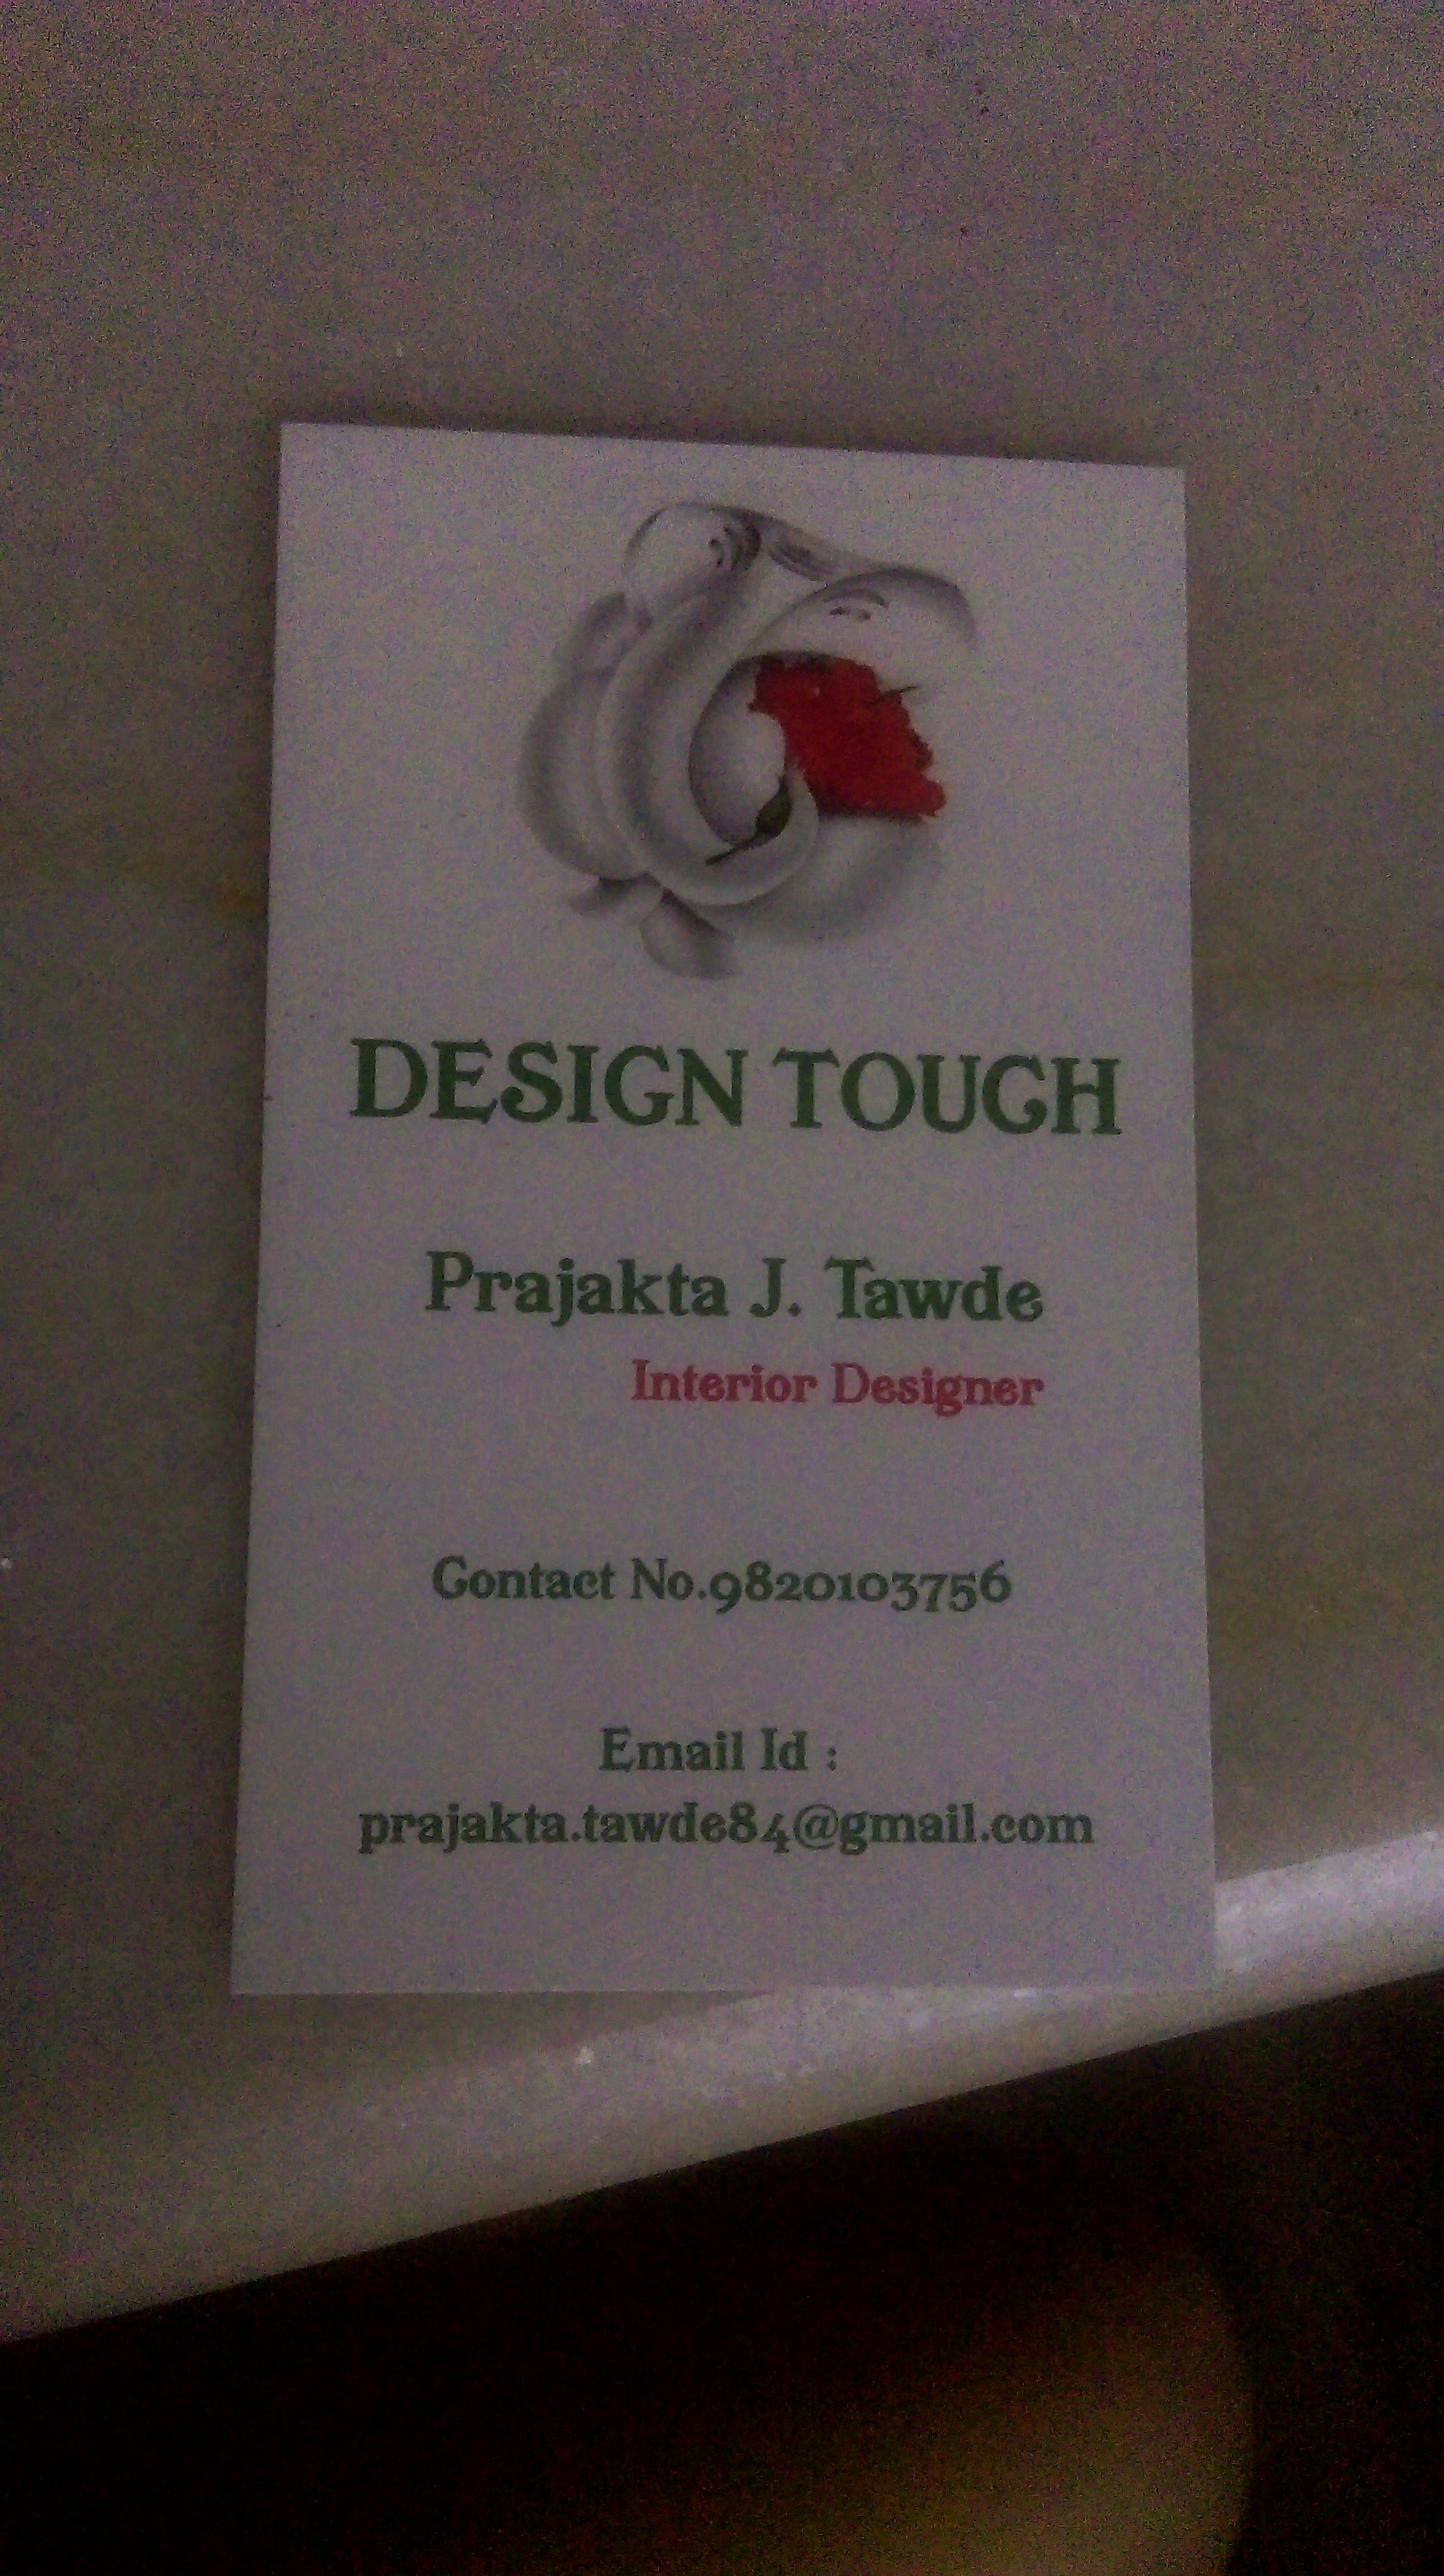 DESIGN TOUCH
Prajakta J. Tawde
Interior Designer
Contact No.9820103756
Email Id :
prajakta.tawde84@gmail.com